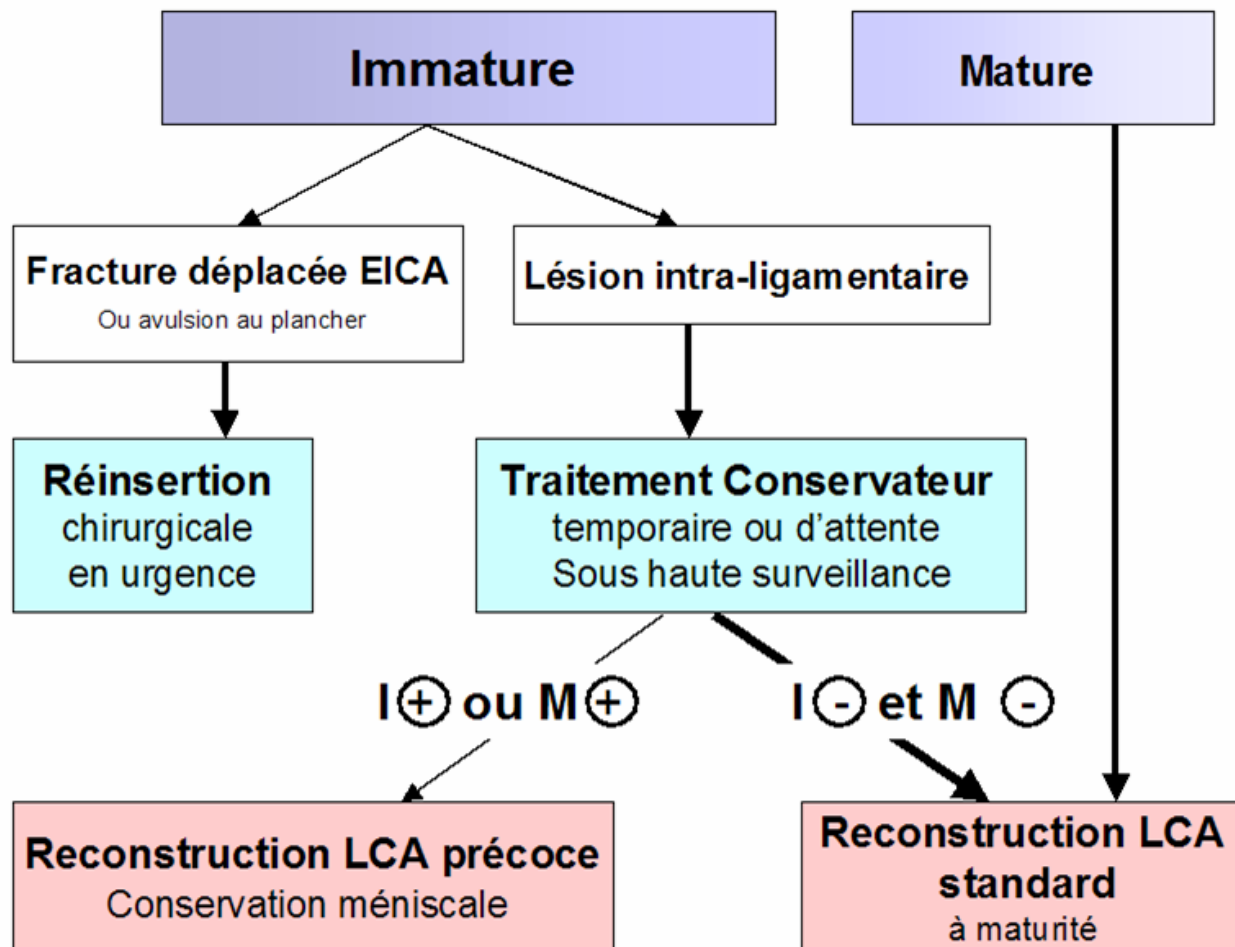 Immature
Mature
Fracture déplacée EICA
Ou avulsion au plancher
Lésion intra-ligamentaire
Réinsertion
chirurgicale
en urgence
Traitement Conservateur
temporaire ou d'attente
Sous haute surveillance
I + ou M +
I - et M -
Reconstruction LCA précoce
Conservation méniscale
Reconstruction LCA
standard
à maturité